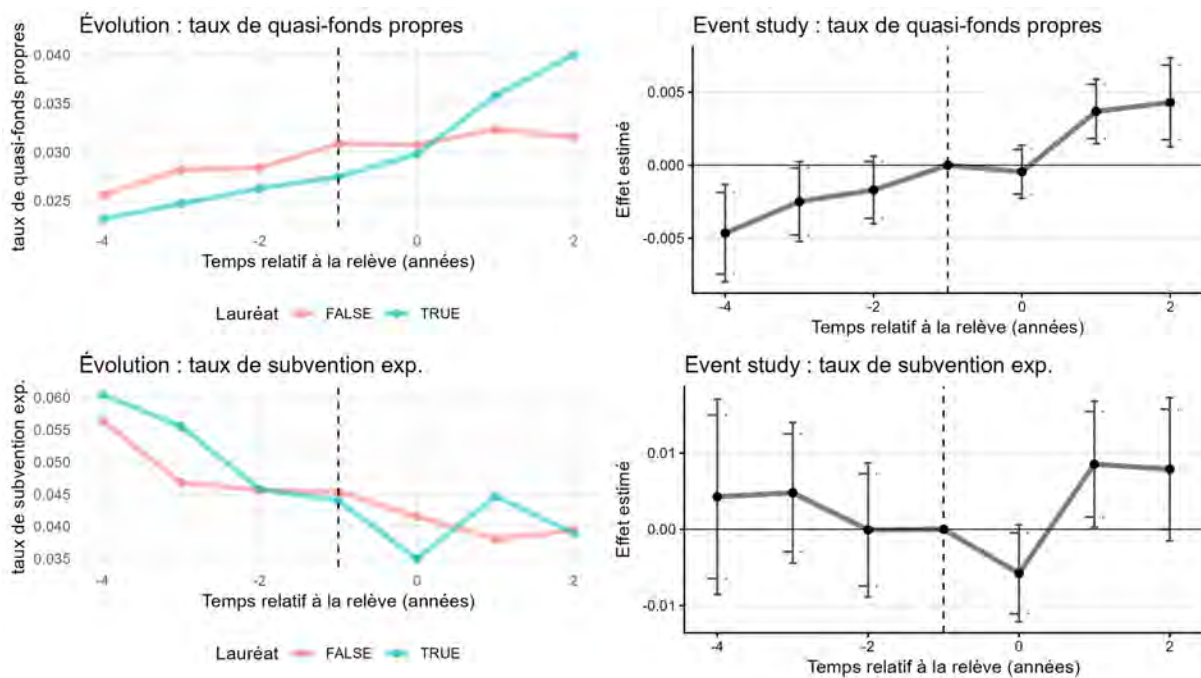 Évolution : taux de quasi-fonds propres
taux de quasi-fonds propres
0.040
0.035
0.030
0.025
-4
-2
0
2
Temps relatif à la relève (années)
Lauréat FALSE TRUE
Event study : taux de quasi-fonds propres
Effet estimé
0.005
0.000
-0.005
-4
-2
0
2
Temps relatif à la relève (années)
Évolution : taux de subvention exp.
taux de subvention exp.
0.060
0.055
0.050
0.045
0.040
0.035
-4
-2
0
2
Temps relatif à la relève (années)
Lauréat FALSE TRUE
Event study : taux de subvention exp.
Effet estimé
0.01
0.00
-0.01
-4
-2
0
2
Temps relatif à la relève (années)